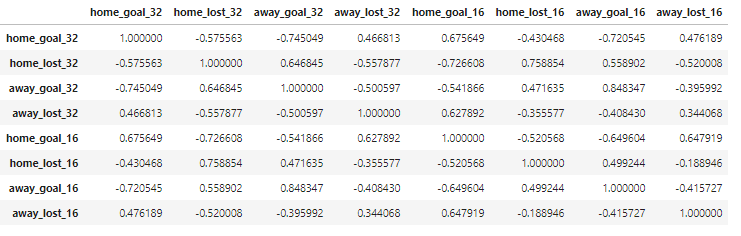 home_goal_32 home_lost_32 away_goal_32 away_lost_32 home_goal_16 home_lost_16 away_goal_16 away_lost_16
home_goal_32 1.000000 -0.575563 -0.745049 0.466813 0.675649 -0.430468 -0.720545 0.476189
home_lost_32 -0.575563 1.000000 0.646845 -0.557877 -0.726608 0.758854 0.558902 -0.520008
away_goal_32 -0.745049 0.646845 1.000000 -0.500597 -0.541866 0.471635 0.848347 -0.395992
away_lost_32 0.466813 -0.557877 -0.500597 1.000000 0.627892 -0.355577 -0.408430 0.344068
home_goal_16 0.675649 -0.726608 -0.541866 0.627892 1.000000 -0.520568 -0.649604 0.647919
home_lost_16 -0.430468 0.758854 0.471635 -0.355577 -0.520568 1.000000 0.499244 -0.188946
away_goal_16 -0.720545 0.558902 0.848347 -0.408430 -0.649604 0.499244 1.000000 -0.415727
away_lost_16 0.476189 -0.520008 -0.395992 0.344068 0.647919 -0.188946 -0.415727 1.000000